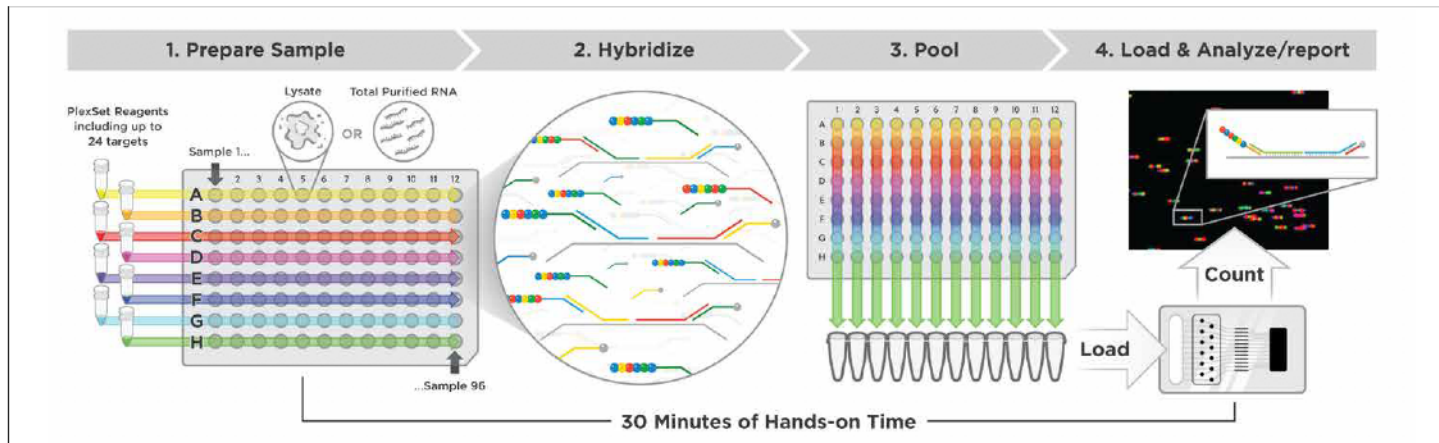 1. Prepare Sample
2. Hybridize
3. Pool
4. Load & Analyze/report
PlexSet Reagents
including up to
24 targets
Lysate
OR
Total Purified RNA
Sample 1...
2 3 4 5 6 7 8 9 10 11 12
A
B
C
D
E
F
G
H
...Sample 96
1 2 3 4 5 6 7 8 9 10 11 12
A
B
C
D
E
F
G
H
Load
Count
30 Minutes of Hands-on Time